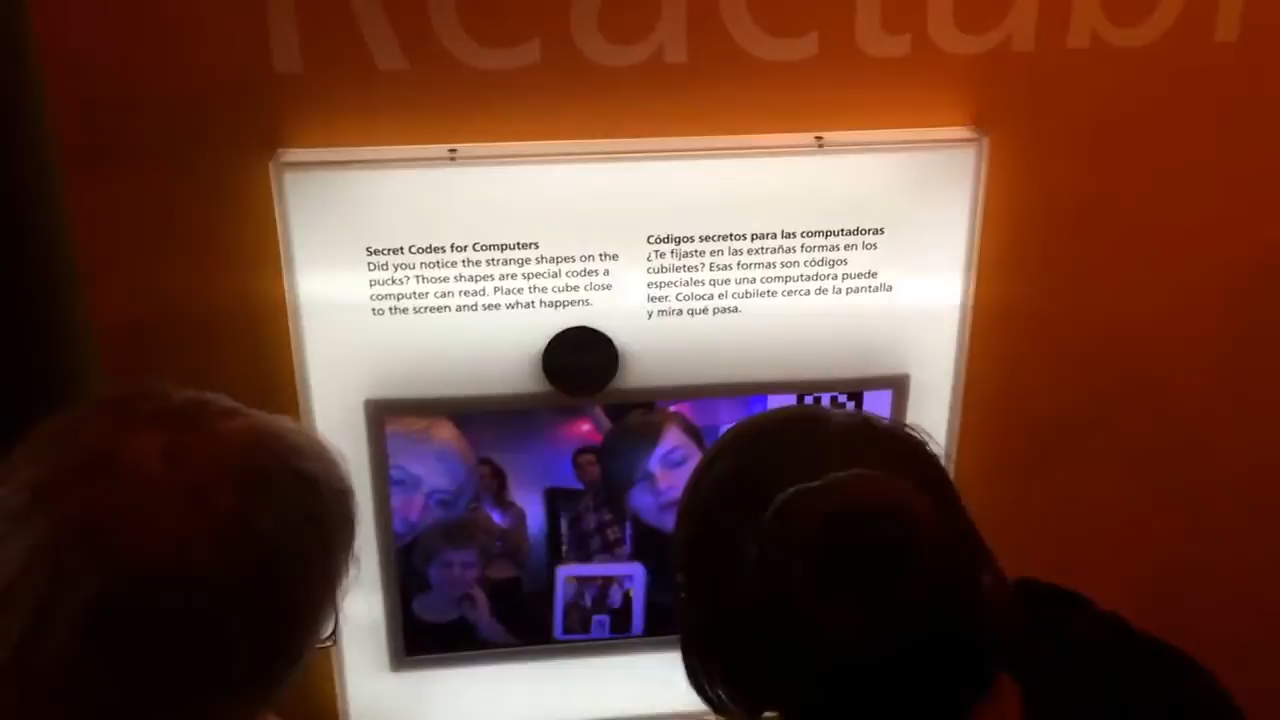 Reactabl
Secret Codes for Computers
Did you notice the strange shapes on the
pucks? Those shapes are special codes a
computer can read. Place the cube close
to the screen and see what happens.
Códigos secretos para las computadoras
¿Te fijaste en las extrañas formas en los
cubiletes? Esas formas son códigos
especiales que una computadora puede
leer. Coloca el cubilete cerca de la pantalla
y mira qué pasa.